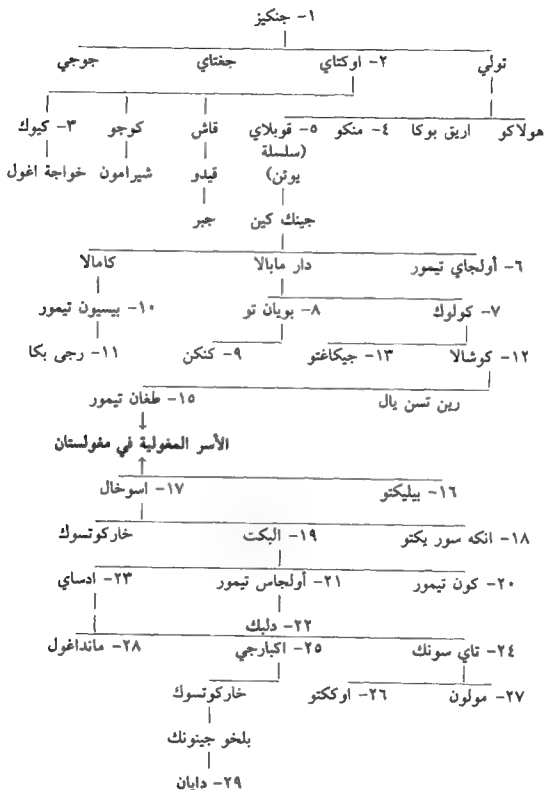 ١- جنكيز
تولي ٢- اوكتاي جغتاي جوجي
هولاكو اريق بوكا ٤- منكو ٥- قوبلاي قاش كوجو ٣- كيوك
(سلسلة
يوئن) قيدو شيرامون خواجة اغول
جينك كين جبر
٦- أولجاي تيمور دار مابالا كامالا
٧- كولوك ٨- بويان تو ١٠- بيسيون تيمور
١٢- كوشالا ١٣- جيكاغتو ٩- كنكن ١١- رجى بكا
رين تسن يال ١٥- طغان تيمور
الأسر المغولية في مغولستان
١٦- بيليكتو ١٧- اسوخال
١٨- انكه سور يكتو ١٩- البكت خاركوتسوك
٢٠- كون تيمور ٢١- أولجاس تيمور ٢٣- ادساي
٢٢- دلبك
٢٤- تاي سونك ٢٥- اكبارجي ٢٨- مانداغول
٢٧- مولون ٢٦- اوككتو خاركوتسوك
بلخو جينونك
٢٩- دايان